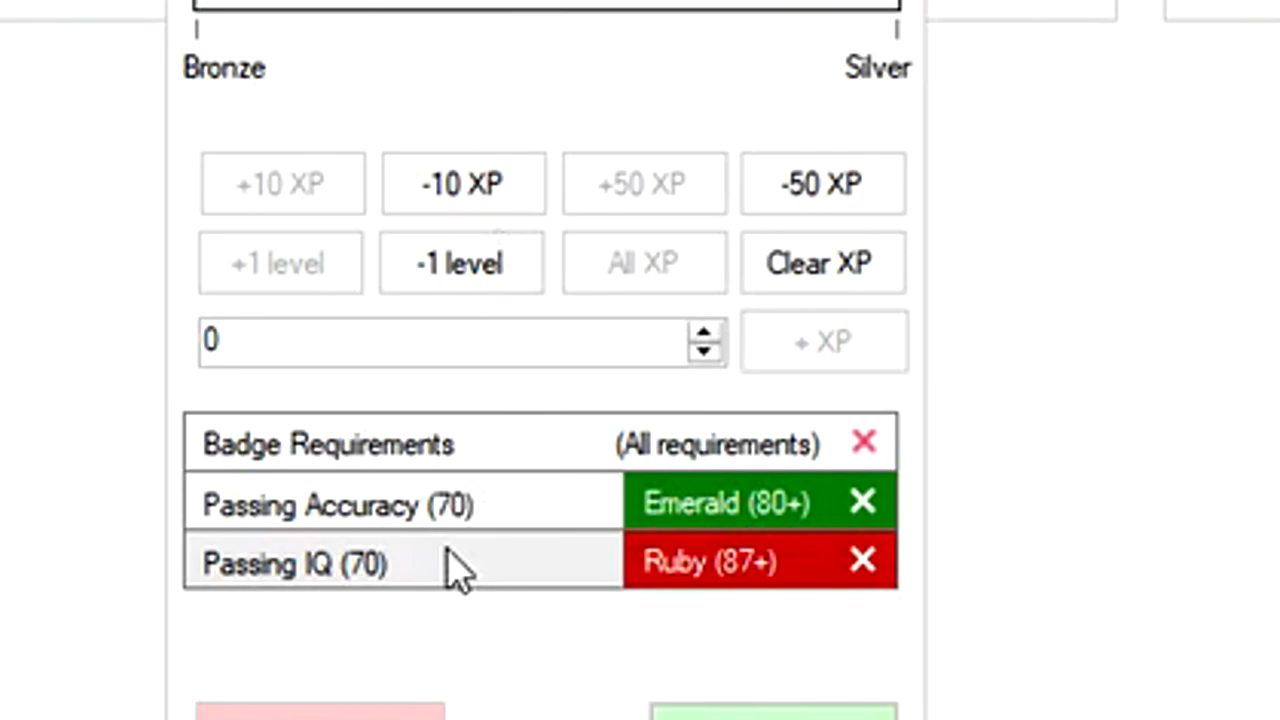 Bronze Silver
+10 XP -10 XP +50 XP -50 XP
+1 level -1 level All XP Clear XP
0 + XP
Badge Requirements (All requirements) ✕
Passing Accuracy (70) Emerald (80+) ✕
Passing IQ (70) Ruby (87+) ✕